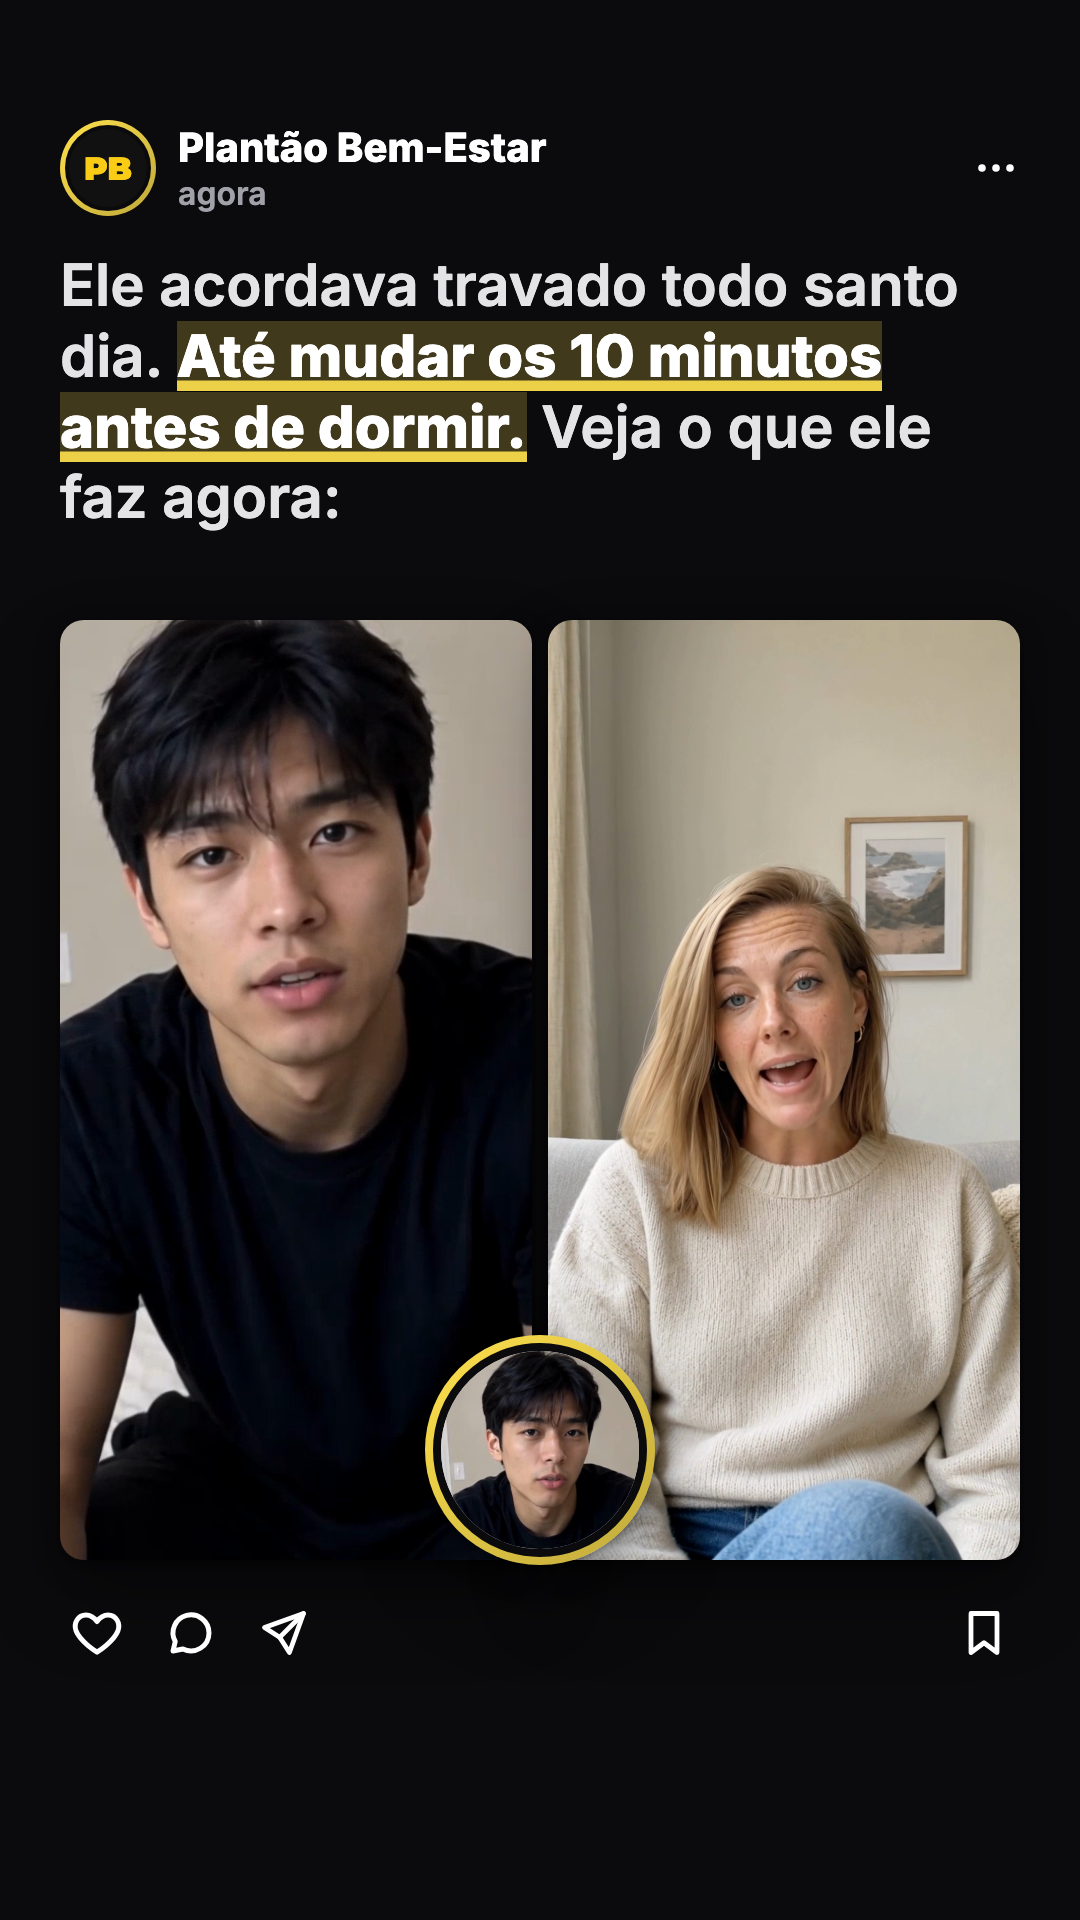 PB
Plantão Bem-Estar
agora
Ele acordava travado todo santo
dia. Até mudar os 10 minutos
antes de dormir. Veja o que ele
faz agora: